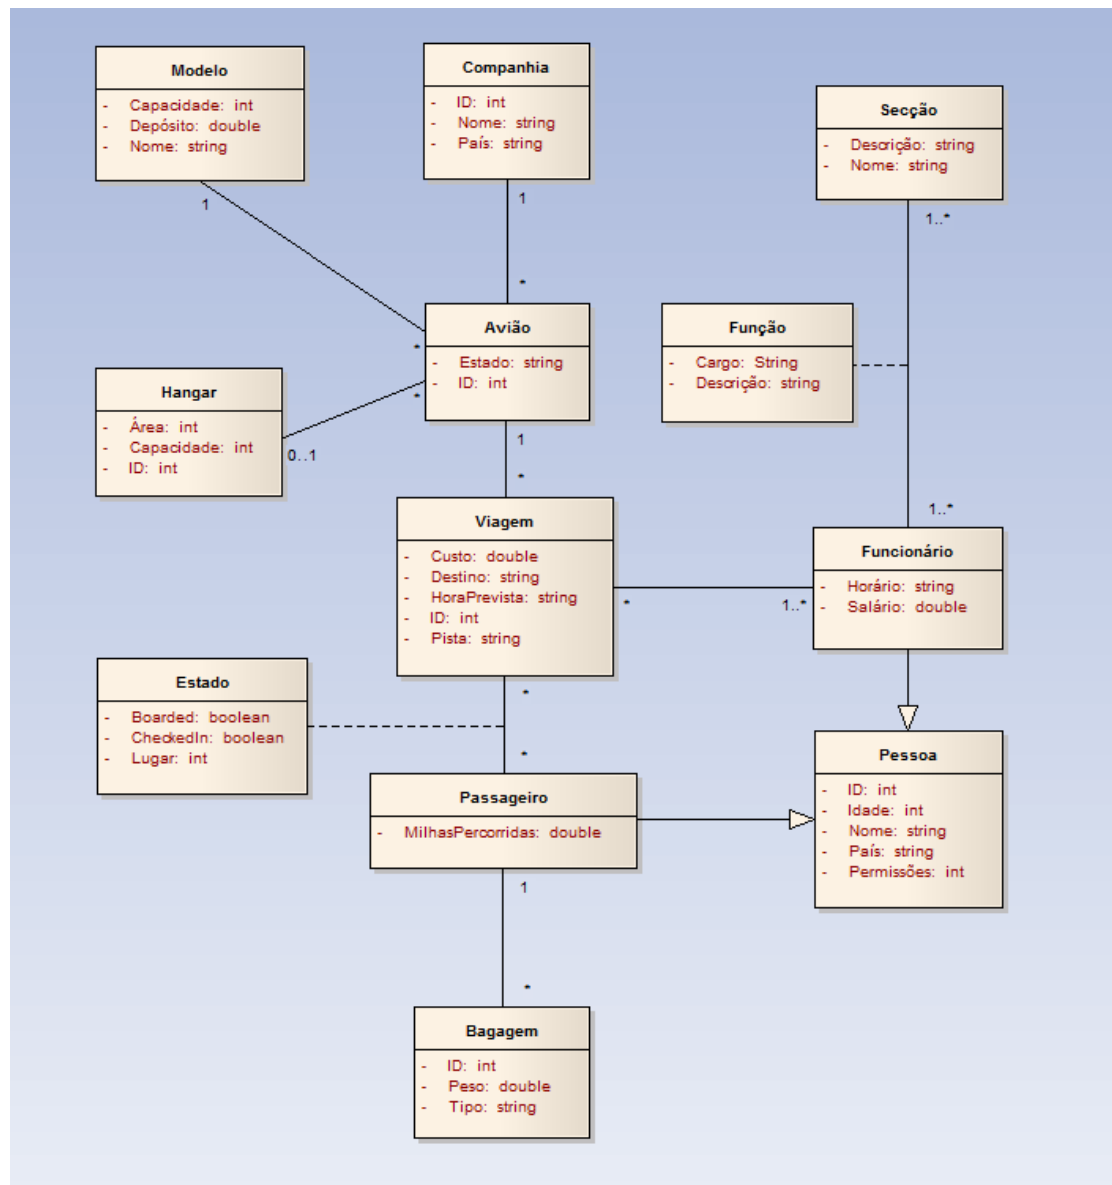 Modelo
- Capacidade: int
- Depósito: double
- Nome: string
Companhia
- ID: int
- Nome: string
- País: string
Secção
- Descrição: string
- Nome: string
1
1
1..*
*
Avião
- Estado: string
- ID: int
*
*
Função
- Cargo: String
- Descrição: string
Hangar
- Área: int
- Capacidade: int
- ID: int
0..1
1
*
Viagem
- Custo: double
- Destino: string
- HoraPrevista: string
- ID: int
- Pista: string
1..*
Funcionário
- Horário: string
- Salário: double
*
1..*
Estado
- Boarded: boolean
- CheckedIn: boolean
- Lugar: int
*
*
Passageiro
- MilhasPercorridas: double
Pessoa
- ID: int
- Idade: int
- Nome: string
- País: string
- Permissões: int
1
*
Bagagem
- ID: int
- Peso: double
- Tipo: string